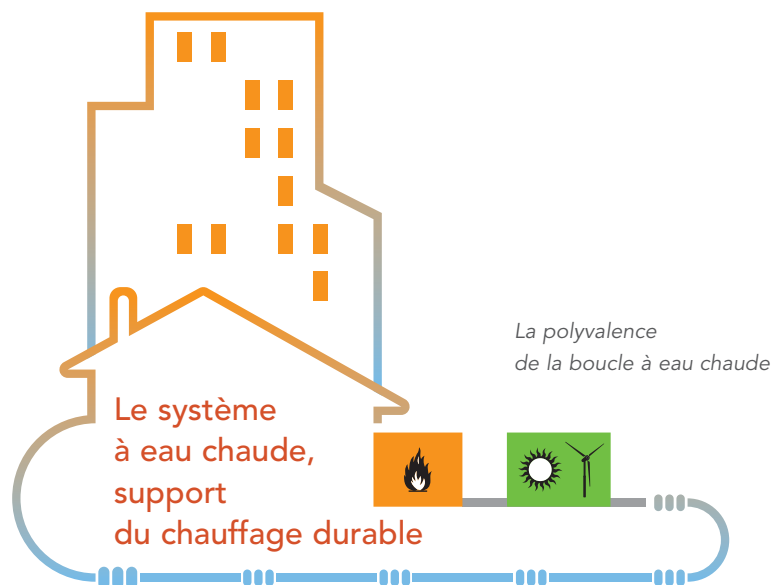 La polyvalence
de la boucle à eau chaude
Le système
à eau chaude,
support
du chauffage durable